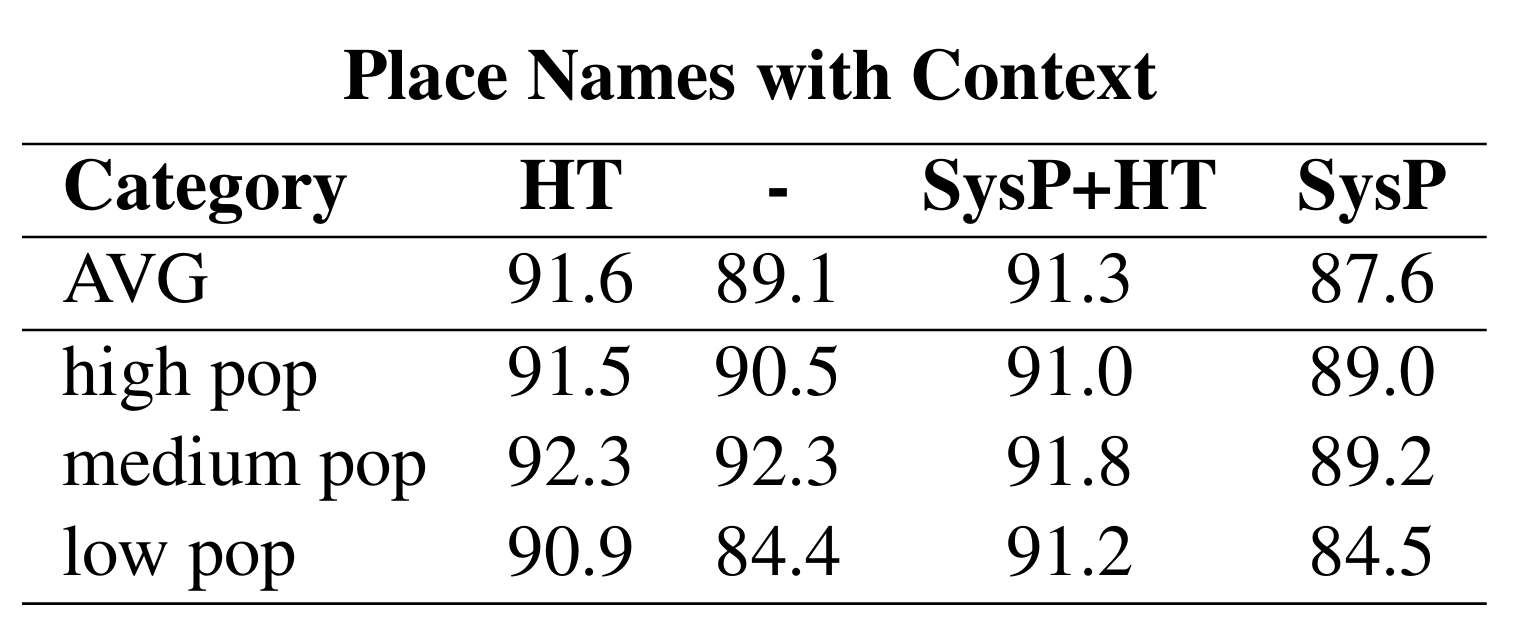 Place Names with Context
Category HT - SysP+HT SysP
AVG 91.6 89.1 91.3 87.6
high pop 91.5 90.5 91.0 89.0
medium pop 92.3 92.3 91.8 89.2
low pop 90.9 84.4 91.2 84.5